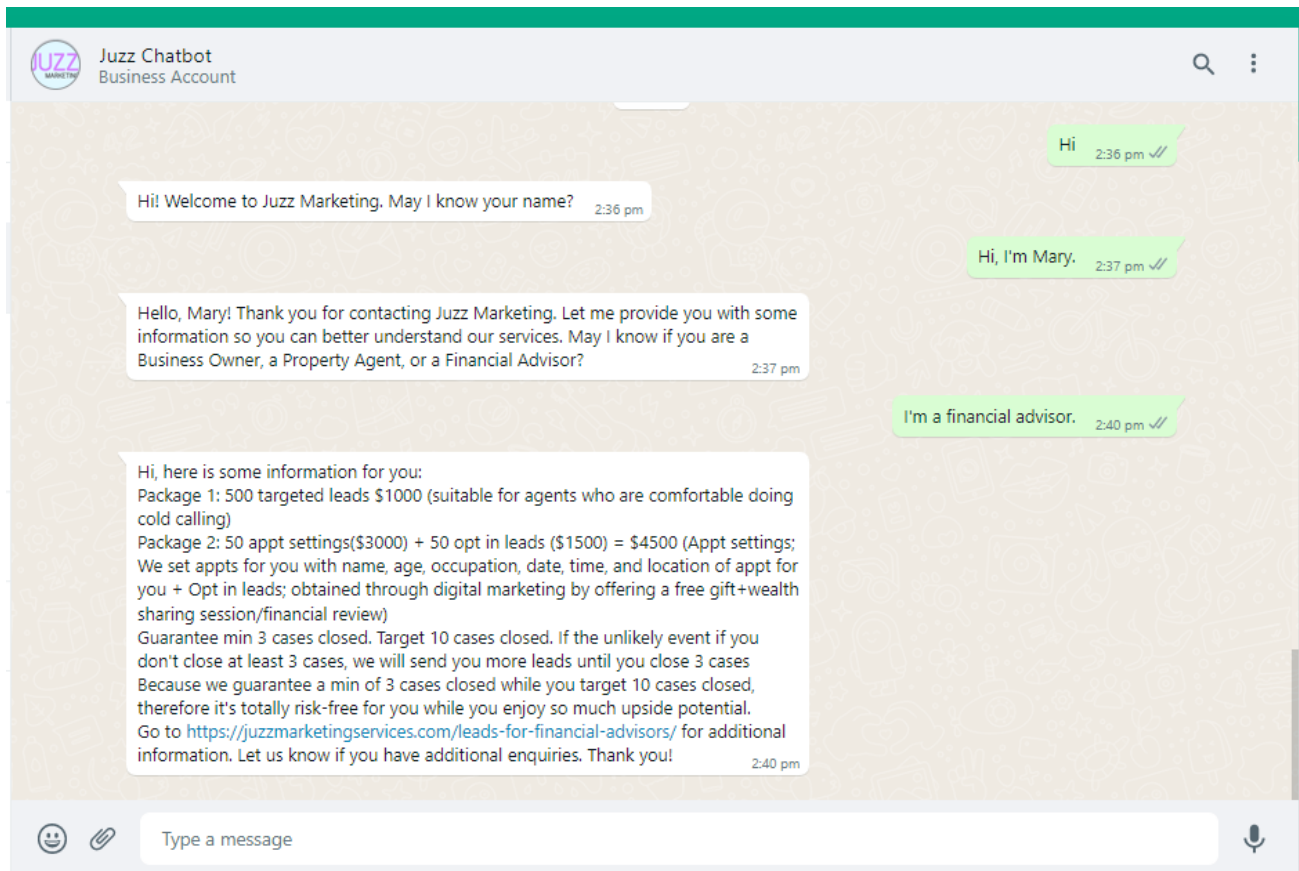 JUZZ
MARKETING
Juzz Chatbot
Business Account
Hi 2:36 pm
Hi! Welcome to Juzz Marketing. May I know your name? 2:36 pm
Hi, I'm Mary. 2:37 pm
Hello, Mary! Thank you for contacting Juzz Marketing. Let me provide you with some
information so you can better understand our services. May I know if you are a
Business Owner, a Property Agent, or a Financial Advisor?
2:37 pm
I'm a financial advisor. 2:40 pm
Hi, here is some information for you:
Package 1: 500 targeted leads $1000 (suitable for agents who are comfortable doing
cold calling)
Package 2: 50 appt settings($3000) + 50 opt in leads ($1500) = $4500 (Appt settings;
We set appts for you with name, age, occupation, date, time, and location of appt for
you + Opt in leads; obtained through digital marketing by offering a free gift+wealth
sharing session/financial review)
Guarantee min 3 cases closed. Target 10 cases closed. If the unlikely event if you
don't close at least 3 cases, we will send you more leads until you close 3 cases
Because we guarantee a min of 3 cases closed while you target 10 cases closed,
therefore it's totally risk-free for you while you enjoy so much upside potential.
Go to https://juzzmarketingservices.com/leads-for-financial-advisors/ for additional
information. Let us know if you have additional enquiries. Thank you!
2:40 pm
Type a message